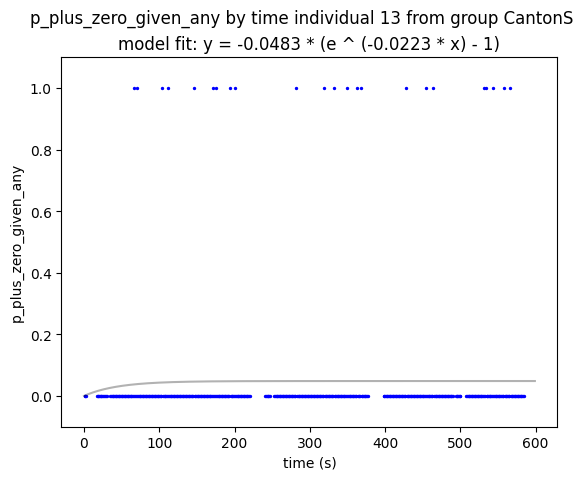 p_plus_zero_given_any by time individual 13 from group CantonS
model fit: y = -0.0483 * (e ^ (-0.0223 * x) - 1)
1.0
0.8
0.6
0.4
0.2
0.0
p_plus_zero_given_any
0 100 200 300 400 500 600
time (s)